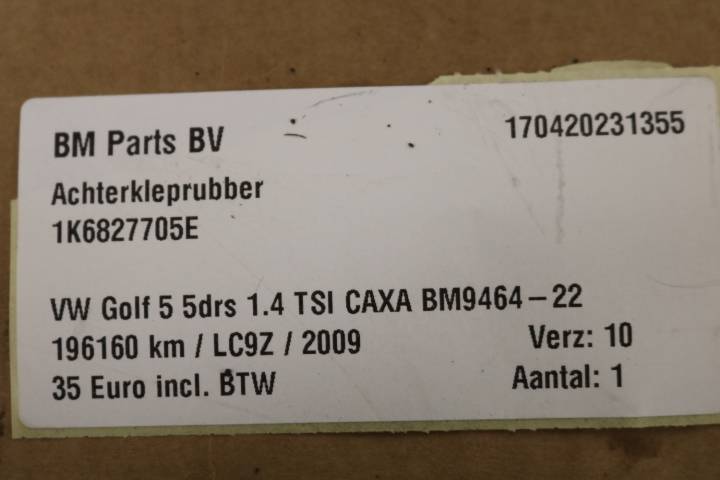 BM Parts BV 170420231355
Achterkleprubber
1K6827705E
VW Golf 5 5drs 1.4 TSI CAXA BM9464-22
196160 km / LC9Z / 2009 Verz: 10
35 Euro incl. BTW Aantal: 1